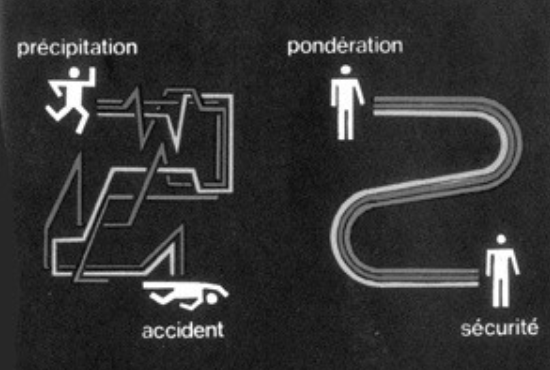 précipitation
accident
pondération
sécurité